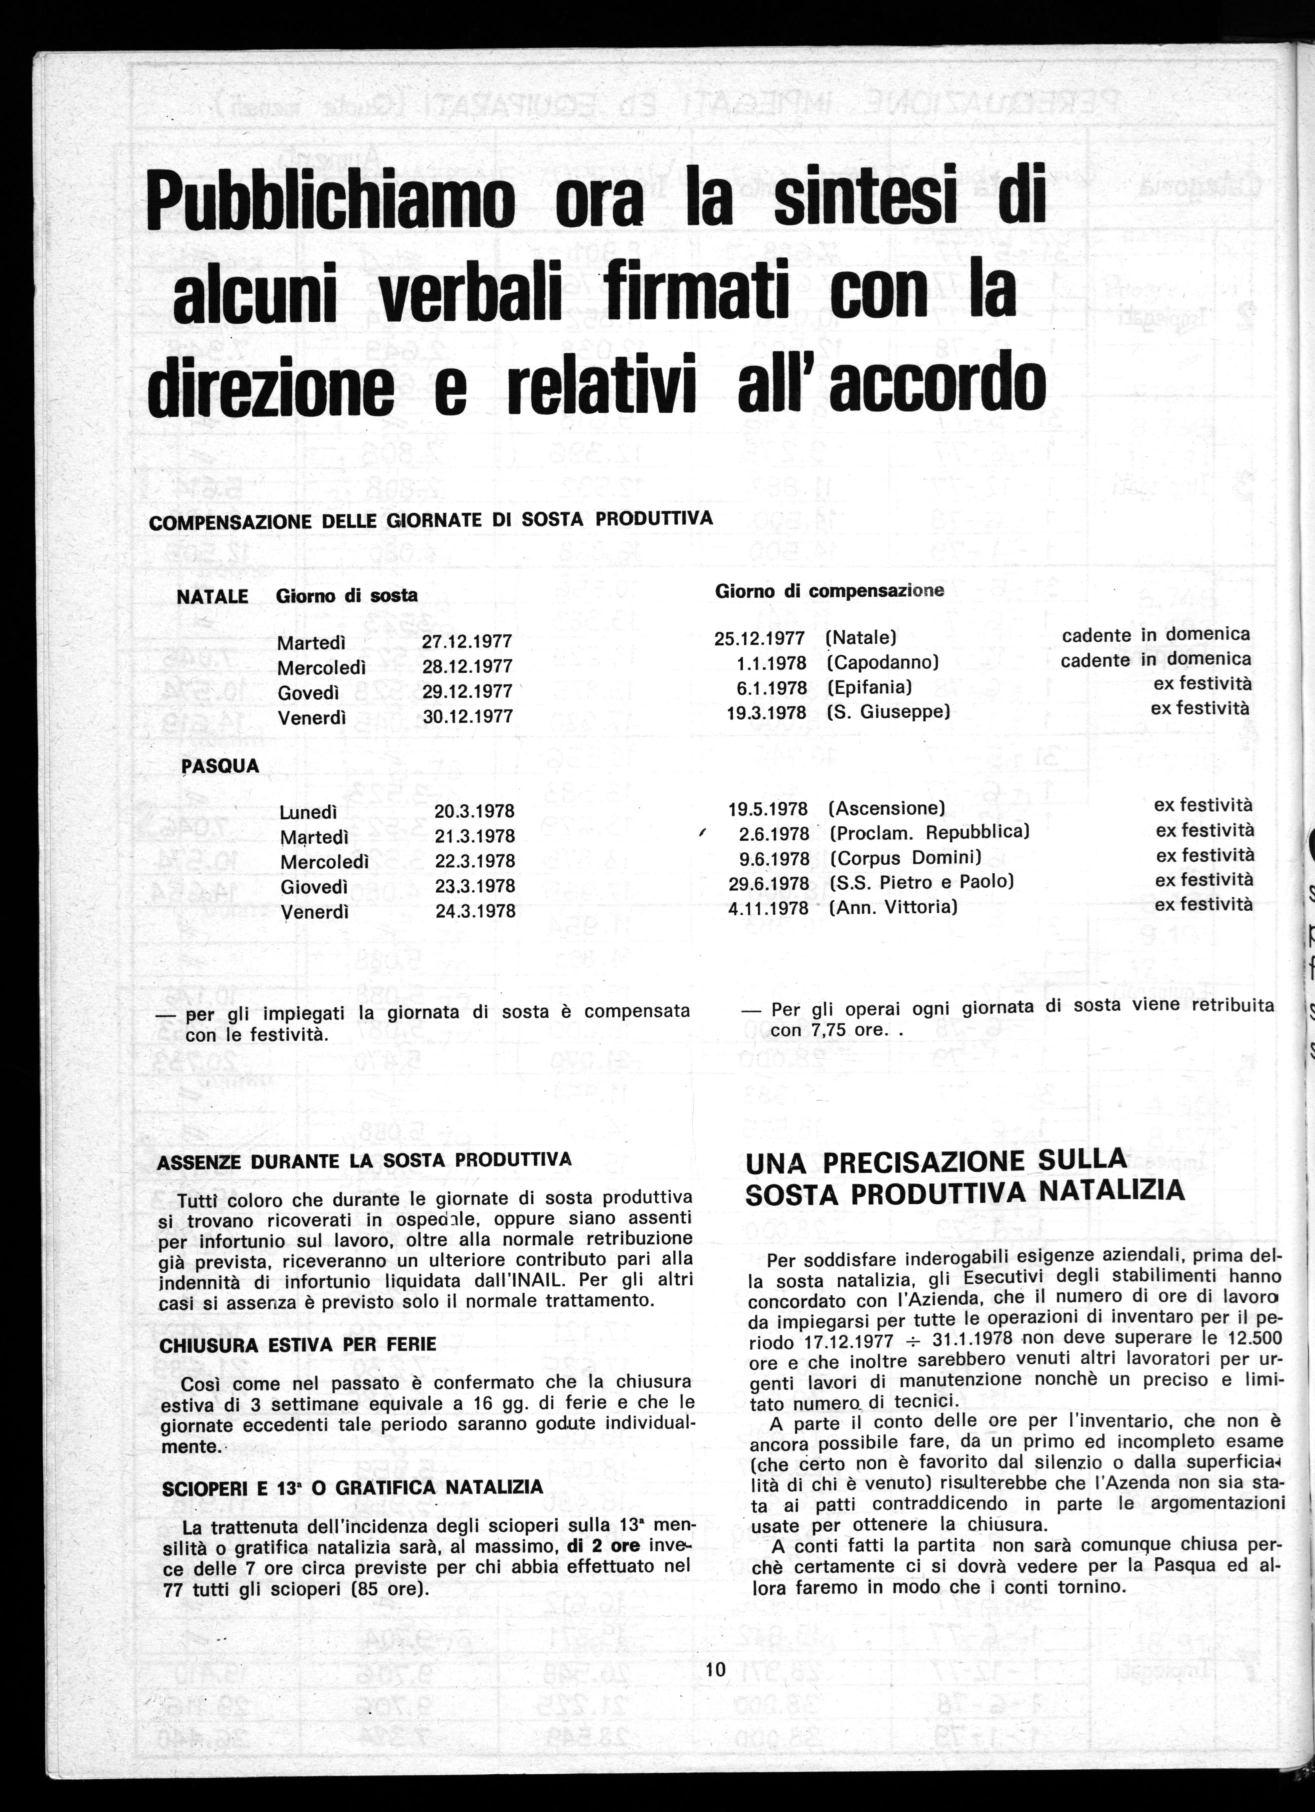 Pubblichiamo ora la sintesi di
alcuni verbali firmati con la
direzione e relativi all' accordo
COMPENSAZIONE DELLE GIORNATE DI SOSTA PRODUTTIVA
NATALE Giorno di sosta Giorno di compensazione
Martedì 27.12.1977 25.12.1977 (Natale) cadente in domenica
Mercoledì 28.12.1977 1.1.1978 (Capodanno) cadente in domenica
Govedì 29.12.1977 6.1.1978 (Epifania) ex festività
Venerdì 30.12.1977 19.3.1978 (S. Giuseppe) ex festività
PASQUA
Lunedì 20.3.1978 19.5.1978 (Ascensione) ex festività
Martedì 21.3.1978 2.6.1978 (Proclam. Repubblica) ex festività
Mercoledì 22.3.1978 9.6.1978 (Corpus Domini) ex festività
Giovedì 23.3.1978 29.6.1978 (S.S. Pietro e Paolo) ex festività
Venerdì 24.3.1978 4.11.1978 (Ann. Vittoria) ex festività
— per gli impiegati la giornata di sosta è compensata
con le festività.
— Per gli operai ogni giornata di sosta viene retribuita
con 7,75 ore. .
ASSENZE DURANTE LA SOSTA PRODUTTIVA
Tutti coloro che durante le giornate di sosta produttiva
si trovano ricoverati in ospedale, oppure siano assenti
per infortunio sul lavoro, oltre alla normale retribuzione
già prevista, riceveranno un ulteriore contributo pari alla
indennità di infortunio liquidata dall'INAIL. Per gli altri
casi si assenza è previsto solo il normale trattamento.
CHIUSURA ESTIVA PER FERIE
Così come nel passato è confermato che la chiusura
estiva di 3 settimane equivale a 16 gg. di ferie e che le
giornate eccedenti tale periodo saranno godute individual-
mente.
SCIOPERI E 13ª O GRATIFICA NATALIZIA
La trattenuta dell'incidenza degli scioperi sulla 13ª men-
silità o gratifica natalizia sarà, al massimo, di 2 ore inve-
ce delle 7 ore circa previste per chi abbia effettuato nel
77 tutti gli scioperi (85 ore).
UNA PRECISAZIONE SULLA
SOSTA PRODUTTIVA NATALIZIA
Per soddisfare inderogabili esigenze aziendali, prima del-
la sosta natalizia, gli Esecutivi degli stabilimenti hanno
concordato con l'Azienda, che il numero di ore di lavoro
da impiegarsi per tutte le operazioni di inventaro per il pe-
riodo 17.12.1977 ÷ 31.1.1978 non deve superare le 12.500
ore e che inoltre sarebbero venuti altri lavoratori per ur-
genti lavori di manutenzione nonchè un preciso e limi-
tato numero di tecnici.
A parte il conto delle ore per l'inventario, che non è
ancora possibile fare, da un primo ed incompleto esame
(che certo non è favorito dal silenzio o dalla superficia-
lità di chi è venuto) risulterebbe che l'Azenda non sia sta-
ta ai patti contraddicendo in parte le argomentazioni
usate per ottenere la chiusura.
A conti fatti la partita non sarà comunque chiusa per-
chè certamente ci si dovrà vedere per la Pasqua ed al-
lora faremo in modo che i conti tornino.
10